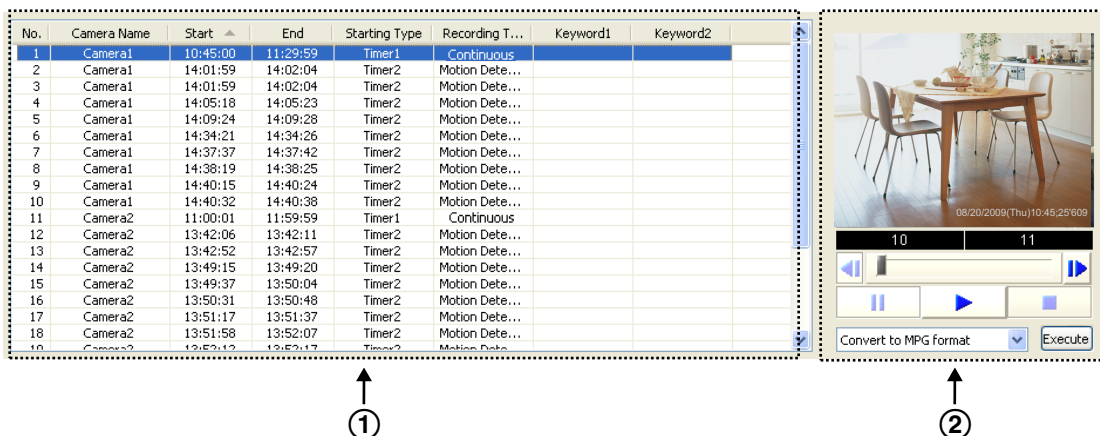 No. Camera Name Start End Starting Type Recording T... Keyword1 Keyword2
1 Camera1 10:45:00 11:29:59 Timer1 Continuous
2 Camera1 14:01:59 14:02:04 Timer2 Motion Dete...
3 Camera1 14:01:59 14:02:04 Timer2 Motion Dete...
4 Camera1 14:05:18 14:05:23 Timer2 Motion Dete...
5 Camera1 14:09:24 14:09:28 Timer2 Motion Dete...
6 Camera1 14:34:21 14:34:26 Timer2 Motion Dete...
7 Camera1 14:37:37 14:37:42 Timer2 Motion Dete...
8 Camera1 14:38:19 14:38:25 Timer2 Motion Dete...
9 Camera1 14:40:15 14:40:24 Timer2 Motion Dete...
10 Camera1 14:40:32 14:40:38 Timer2 Motion Dete...
11 Camera2 11:00:01 11:59:59 Timer1 Continuous
12 Camera2 13:42:06 13:42:11 Timer2 Motion Dete...
13 Camera2 13:42:52 13:42:57 Timer2 Motion Dete...
14 Camera2 13:49:15 13:49:20 Timer2 Motion Dete...
15 Camera2 13:49:37 13:50:04 Timer2 Motion Dete...
16 Camera2 13:50:31 13:50:48 Timer2 Motion Dete...
17 Camera2 13:51:17 13:51:37 Timer2 Motion Dete...
18 Camera2 13:51:58 13:52:07 Timer2 Motion Dete...
19 Camera2 13:52:12 13:52:17 Timer2 Motion Dete...
08/20/2009(Thu)10:45;25'609
10 11
Convert to MPG format Execute
① ②